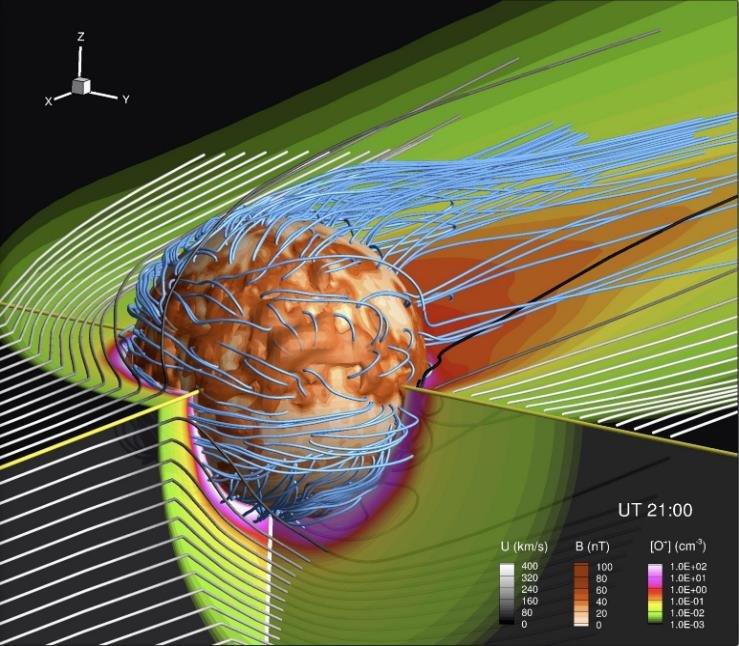 Z
X
Y
UT 21:00
U (km/s) B (nT) [O⁺] (cm⁻³)
400 100 1.0E+02
320 80 1.0E+01
240 60 1.0E+00
160 40 1.0E-01
80 20 1.0E-02
0 0 1.0E-03